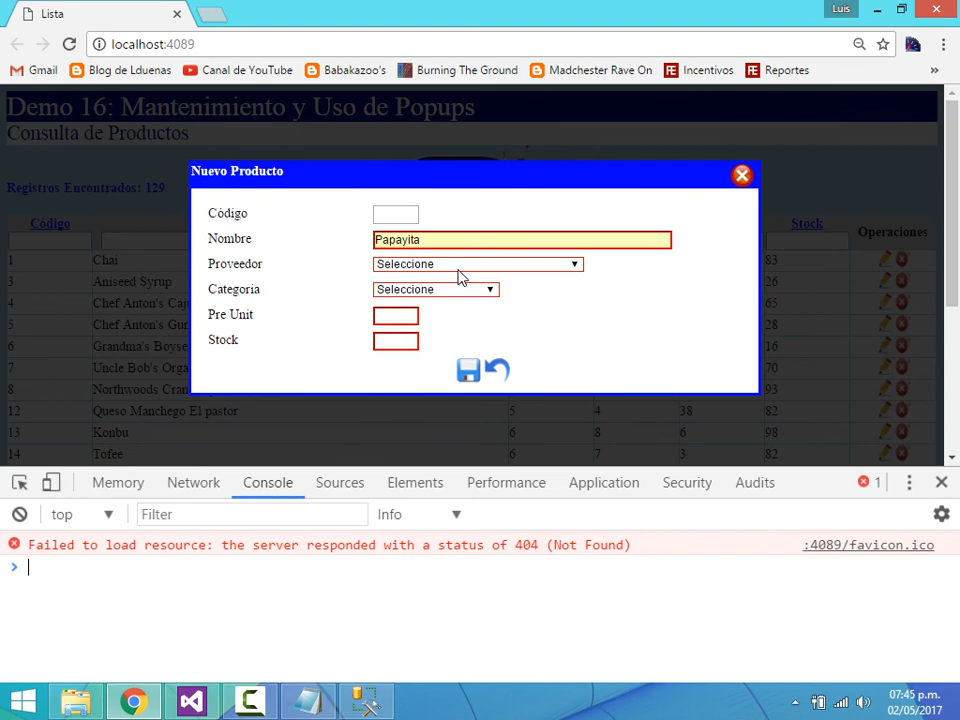 Lista
Luis
localhost:4089
Gmail
Blog de Lduenas
Canal de YouTube
Babakazoo's
Burning The Ground
Madchester Rave On
Incentivos
Reportes
»
Demo 16: Mantenimiento y Uso de Popups
Consulta de Productos
Registros Encontrados: 129
Código Stock Operaciones
1 Chai 83
3 Aniseed Syrup 26
4 Chef Anton's Caj 65
5 Chef Anton's Gu 28
6 Grandma's Boyse 16
7 Uncle Bob's Orga 70
8 Northwoods Cran 93
12 Queso Manchego El pastor 5 4 38 82
13 Konbu 6 8 6 98
14 Tofee 6 7 3 82
Nuevo Producto
Código
Nombre Papayita
Proveedor Seleccione
Categoria Seleccione
Pre Unit
Stock
Memory Network Console Sources Elements Performance Application Security Audits 1
top Filter Info
Failed to load resource: the server responded with a status of 404 (Not Found) :4089/favicon.ico
07:45 p.m.
02/05/2017